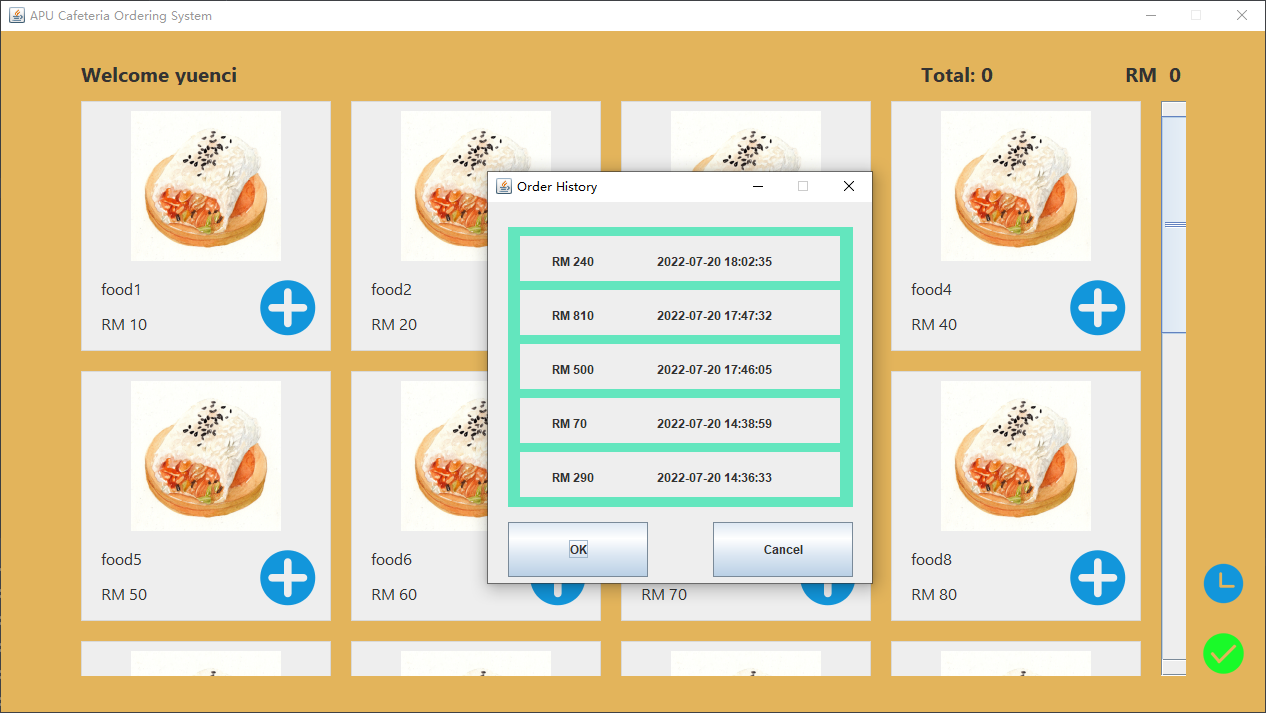 APU Cafeteria Ordering System
Welcome yuenci
Total: 0
RM 0
food1
RM 10
food2
RM 20
food4
RM 40
Order History
RM 240 2022-07-20 18:02:35
RM 810 2022-07-20 17:47:32
RM 500 2022-07-20 17:46:05
RM 70 2022-07-20 14:38:59
RM 290 2022-07-20 14:36:33
OK
Cancel
food5
RM 50
food6
RM 60
RM 70
food8
RM 80